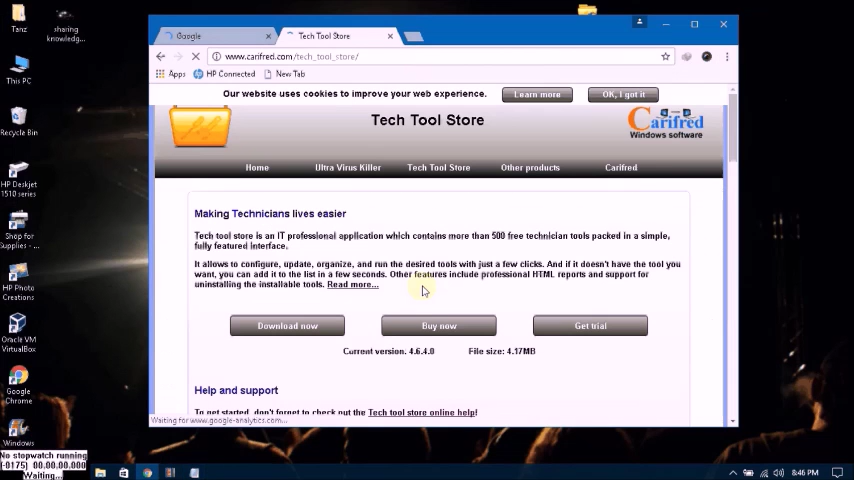 Tanz
sharing
knowledg...
This PC
Recycle Bin
HP Deskjet
1510 series
Shop for
Supplies - ...
HP Photo
Creations
Oracle VM
VirtualBox
Google
Chrome
Windows
No stopwatch running
(-0175) 00,00,00.000
Waiting...
Google
Tech Tool Store
www.carifred.com/tech_tool_store/
Apps
HP Connected
New Tab
Our website uses cookies to improve your web experience.
Learn more
OK, I got it
Tech Tool Store
Carifred
Windows software
Home
Ultra Virus Killer
Tech Tool Store
Other products
Carifred
Making Technicians lives easier
Tech tool store is an IT professional application which contains more than 500 free technician tools packed in a simple,
fully featured interface.
It allows to configure, update, organize, and run the desired tools with just a few clicks. And if it doesn't have the tool you
want, you can add it to the list in a few seconds. Other features include professional HTML reports and support for
uninstalling the installable tools. Read more...
Download now
Buy now
Get trial
Current version. 4.6.4.0
File size: 4.17MB
Help and support
To get started, don't forget to check out the Tech tool store online help!
Waiting for www.google-analytics.com...
8:46 PM